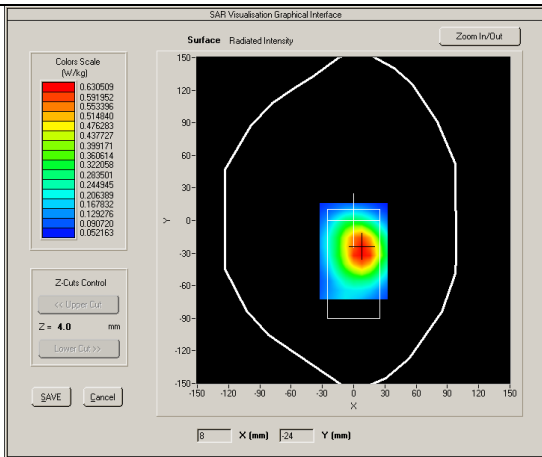 SAR Visualisation Graphical Interface
Surface Radiated Intensity
Zoom In/Out
Colors Scale
(W/kg)
0.630509
0.591952
0.553396
0.514840
0.476283
0.437727
0.399171
0.360614
0.322058
0.283501
0.244945
0.206389
0.167832
0.129276
0.090720
0.052163
Z-Cuts Control
<< Upper Cut
Z = 4.0 mm
Lower Cut >>
SAVE Cancel
150-
120-
90-
60-
30-
0-
-30-
-60-
-90-
-120-
-150-
Y
-150 -120 -90 -60 -30 0 30 60 90 120 150
X
8 X (mm) -24 Y (mm)